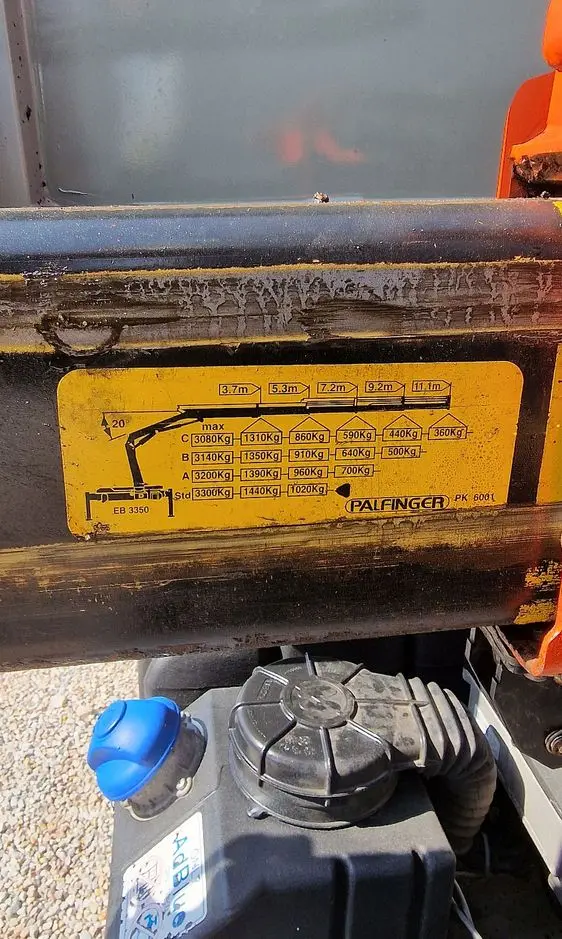 3.7m 5.3m 7.2m 9.2m 11.1m
20°
max
C 3080Kg 1310Kg 860Kg 590Kg 440Kg 360Kg
B 3140Kg 1350Kg 910Kg 640Kg 500Kg
A 3200Kg 1390Kg 960Kg 700Kg
Std 3300Kg 1440Kg 1020Kg
EB 3350
PALFINGER PK 6001
AdBlue